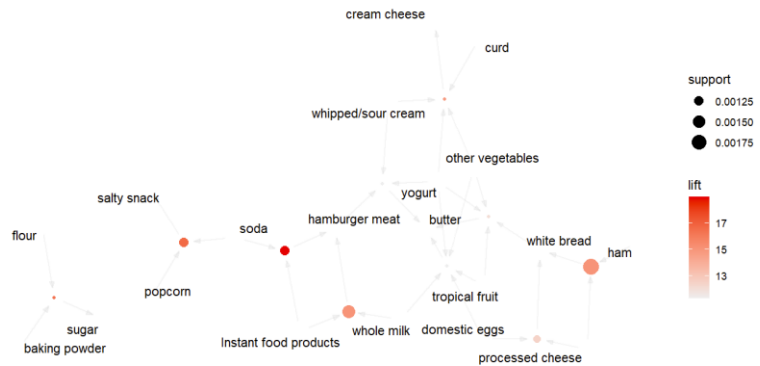 cream cheese
curd
support
0.00125
whipped/sour cream
0.00150
0.00175
other vegetables
lift
salty snack
yogurt
soda
hamburger meat
butter
17
flour
white bread
ham
15
13
popcorn
tropical fruit
sugar
Instant food products
whole milk
domestic eggs
baking powder
processed cheese